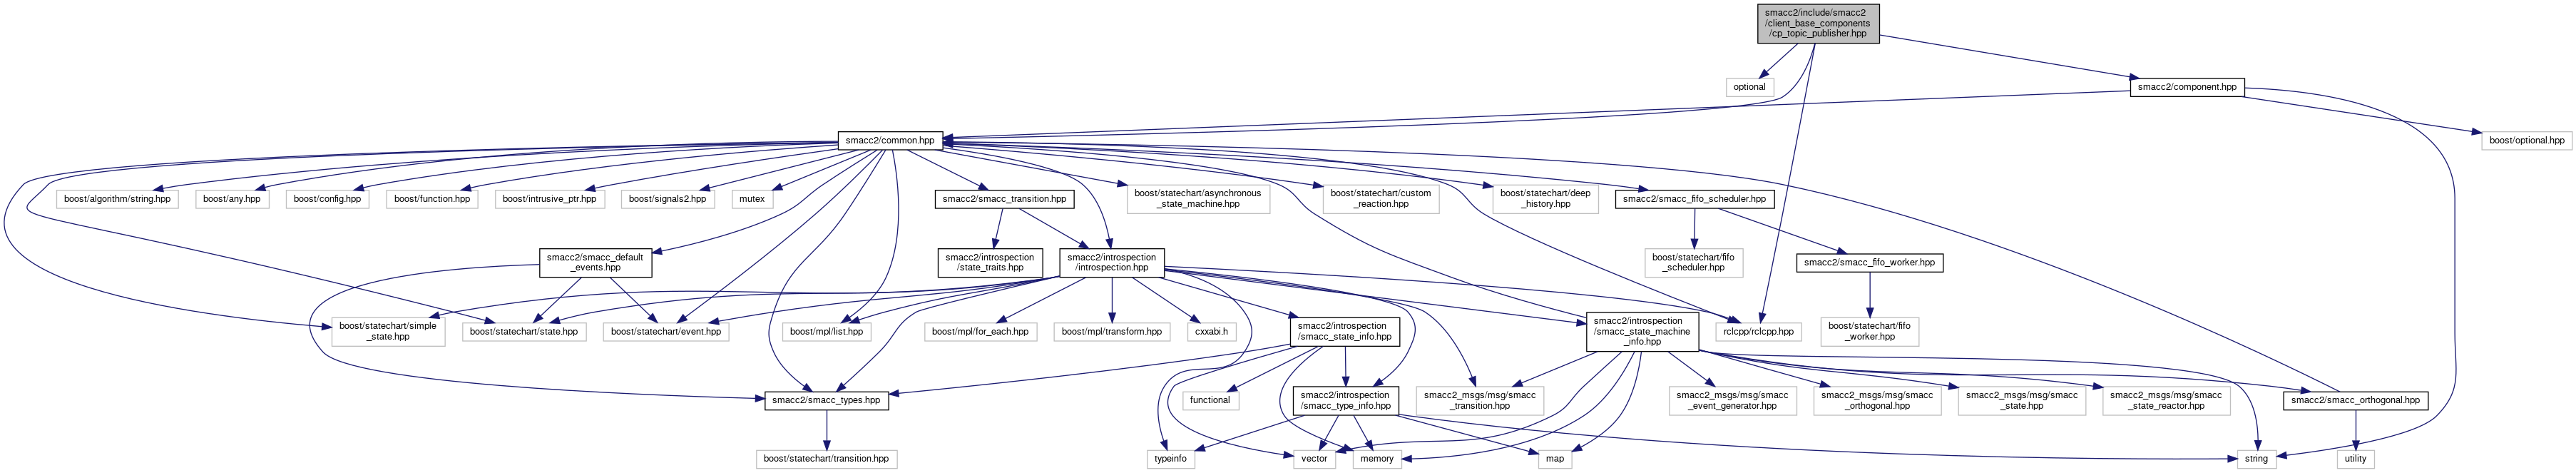 smacc2/include/smacc2
/client_base_components
/cp_topic_publisher.hpp
optional
smacc2/component.hpp
smacc2/common.hpp
boost/optional.hpp
boost/algorithm/string.hpp
boost/any.hpp
boost/config.hpp
boost/function.hpp
boost/intrusive_ptr.hpp
boost/signals2.hpp
mutex
smacc2/smacc_transition.hpp
boost/statechart/asynchronous
_state_machine.hpp
boost/statechart/custom
_reaction.hpp
boost/statechart/deep
_history.hpp
smacc2/smacc_fifo_scheduler.hpp
smacc2/smacc_default
_events.hpp
smacc2/introspection
/state_traits.hpp
smacc2/introspection
/introspection.hpp
boost/statechart/fifo
_scheduler.hpp
smacc2/smacc_fifo_worker.hpp
boost/statechart/simple
_state.hpp
boost/statechart/state.hpp
boost/statechart/event.hpp
boost/mpl/list.hpp
boost/mpl/for_each.hpp
boost/mpl/transform.hpp
cxxabi.h
smacc2/introspection
/smacc_state_info.hpp
smacc2/introspection
/smacc_state_machine
_info.hpp
rclcpp/rclcpp.hpp
boost/statechart/fifo
_worker.hpp
smacc2/smacc_types.hpp
functional
smacc2/introspection
/smacc_type_info.hpp
smacc2_msgs/msg/smacc
_transition.hpp
smacc2_msgs/msg/smacc
_event_generator.hpp
smacc2_msgs/msg/smacc
_orthogonal.hpp
smacc2_msgs/msg/smacc
_state.hpp
smacc2_msgs/msg/smacc
_state_reactor.hpp
smacc2/smacc_orthogonal.hpp
boost/statechart/transition.hpp
typeinfo
vector
memory
map
string
utility